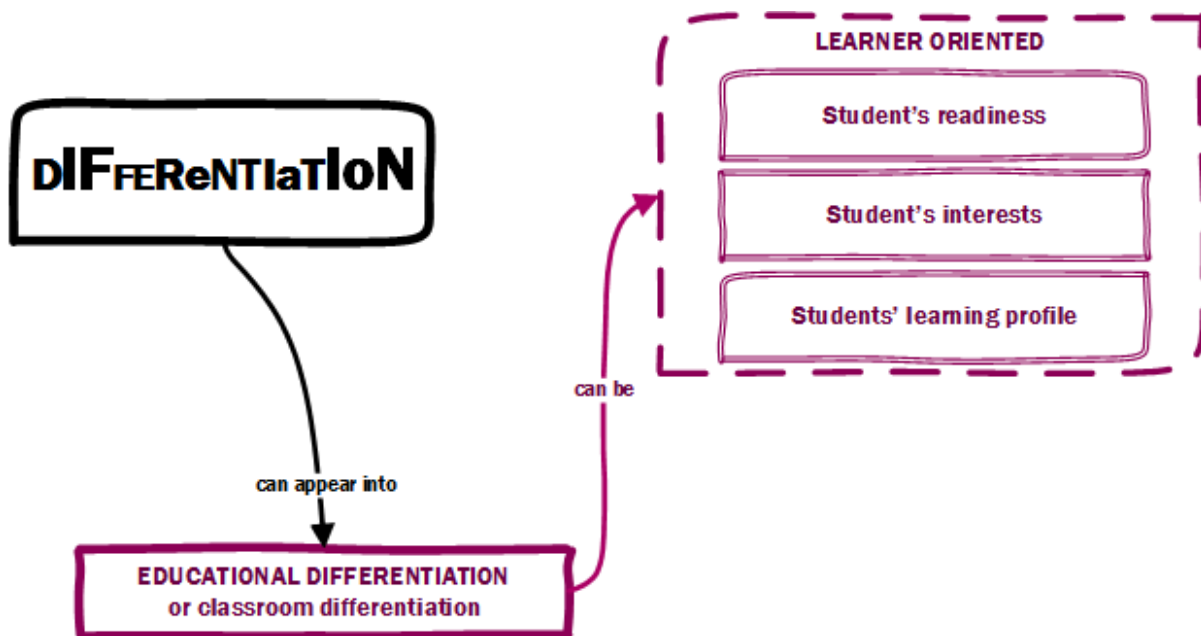 DIFFEReNTIaTIoN
can appear into
EDUCATIONAL DIFFERENTIATION
or classroom differentiation
can be
LEARNER ORIENTED
Student's readiness
Student's interests
Students' learning profile